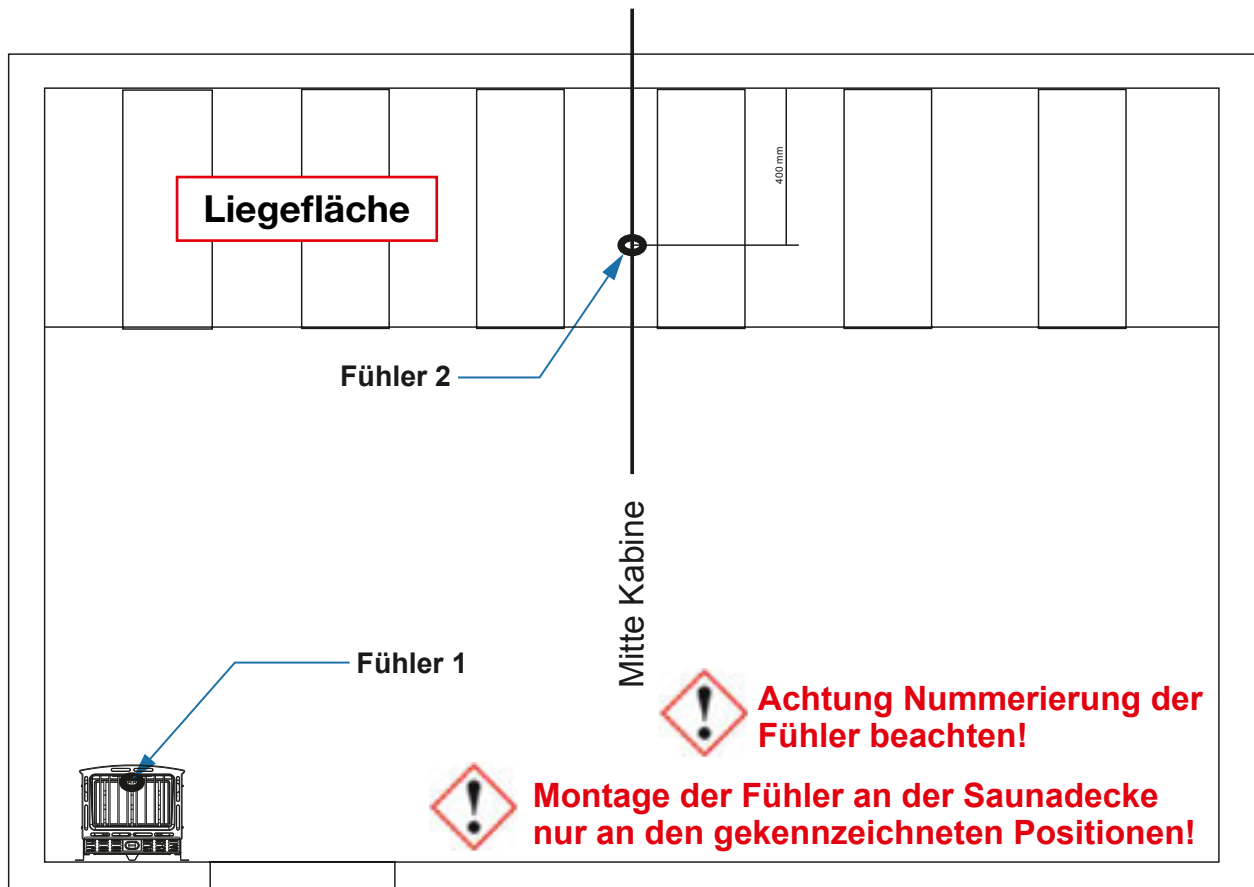 400 mm
Liegefläche
Fühler 2
Mitte Kabine
Fühler 1
Achtung Nummerierung der
Fühler beachten!
Montage der Fühler an der Saunadecke
nur an den gekennzeichneten Positionen!